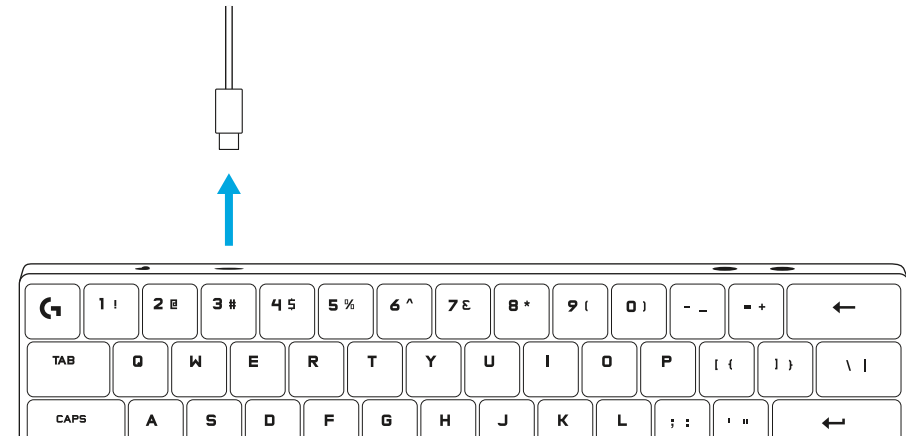 1 ! 2 @ 3 # 4 $ 5 % 6 ^ 7 & 8 * 9 ( 0 ) - _ = + ←
TAB Q W E R T Y U I O P [ { ] } \ |
CAPS A S D F G H J K L ; : ' " ↵